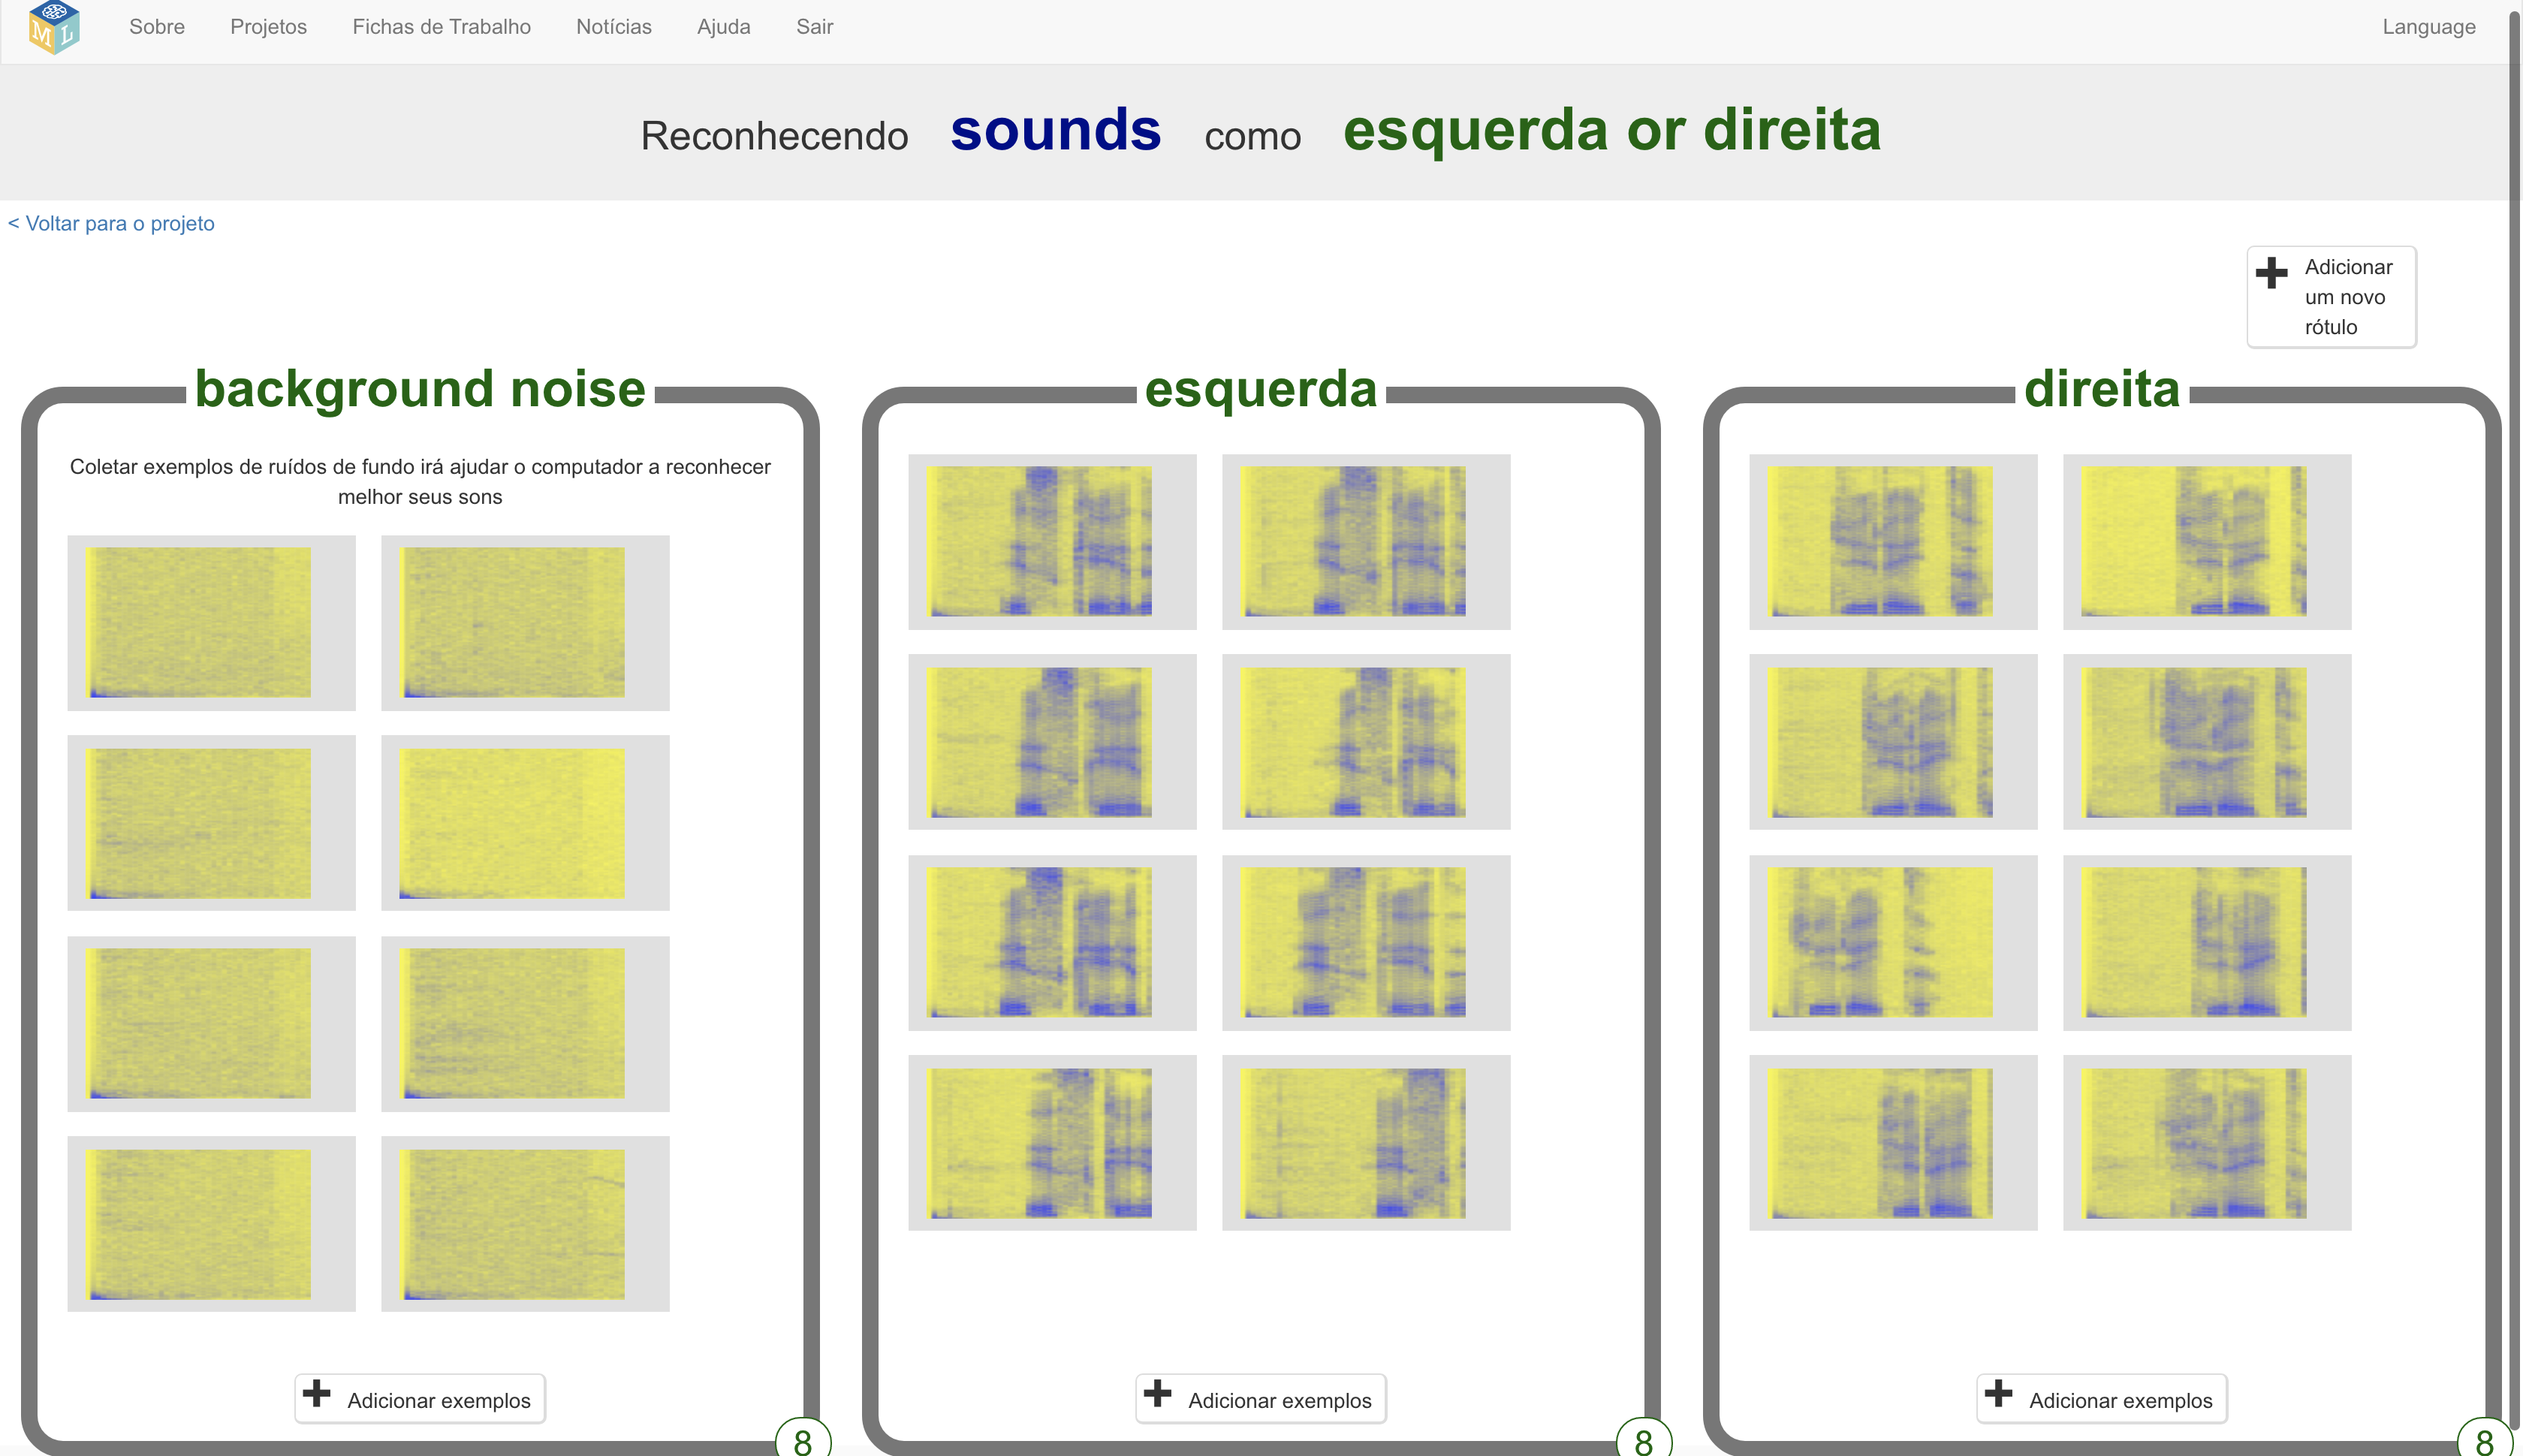 M L
Sobre Projetos Fichas de Trabalho Notícias Ajuda Sair Language
Reconhecendo sounds como esquerda or direita
< Voltar para o projeto
Adicionar
um novo
rótulo
background noise
Coletar exemplos de ruídos de fundo irá ajudar o computador a reconhecer
melhor seus sons
Adicionar exemplos
8
esquerda
Adicionar exemplos
8
direita
Adicionar exemplos
8